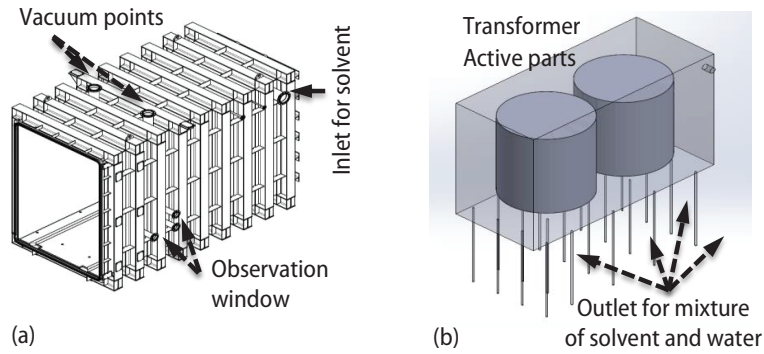 Vacuum points
Inlet for solvent
Observation
window
(a)
Transformer
Active parts
Outlet for mixture
of solvent and water
(b)